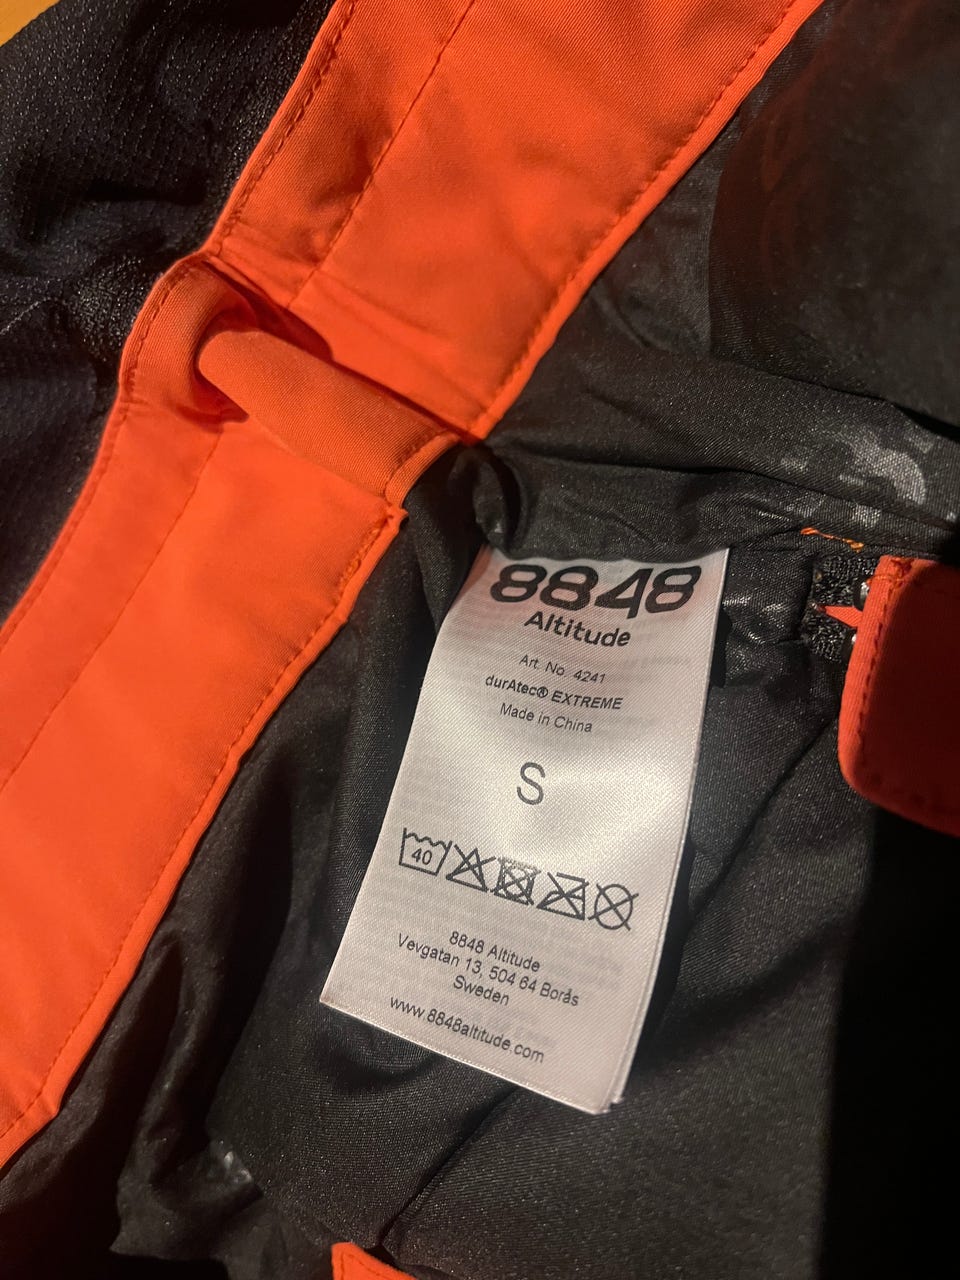 8848
Altitude
Art. No. 4241
durAtec® EXTREME
Made in China
S
40
8848 Altitude
Vevgatan 13, 504 64 Borås
Sweden
www.8848altitude.com